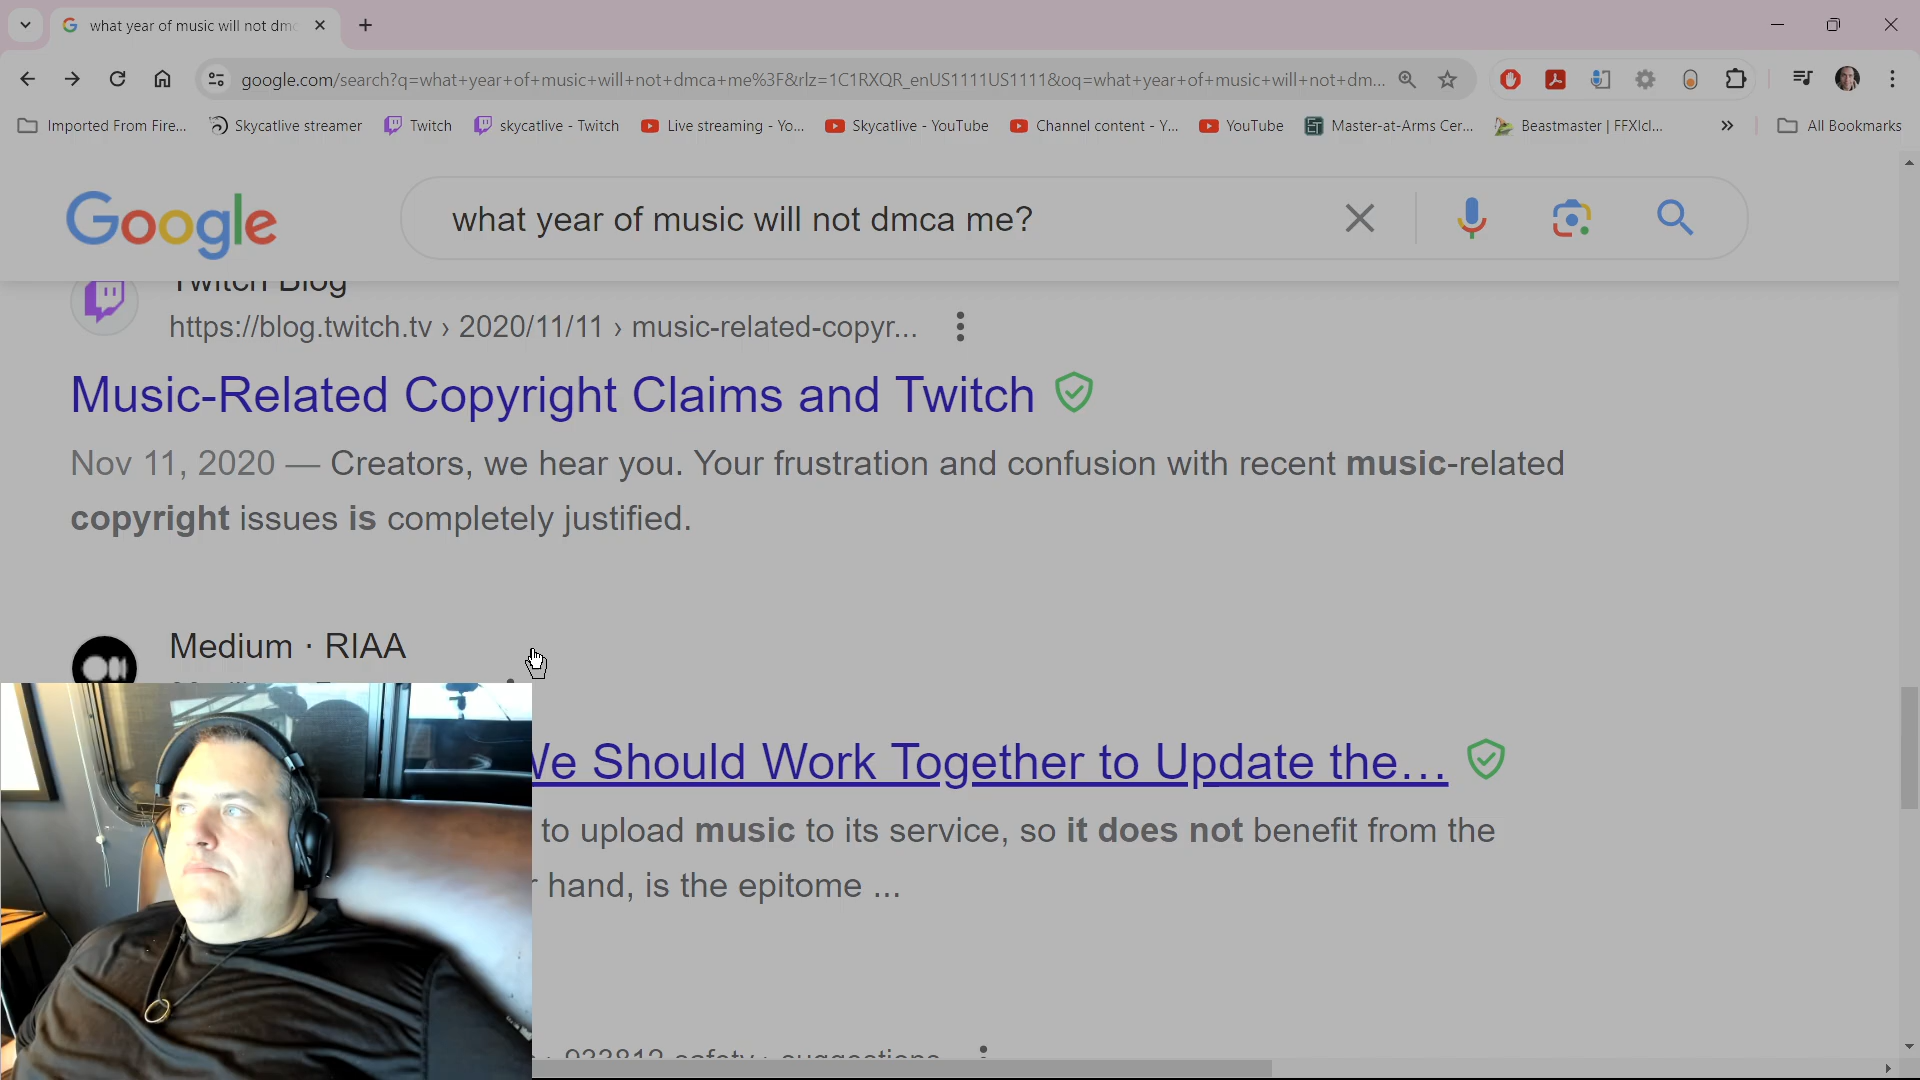 what year of music will not dmc
google.com/search?q=what+year+of+music+will+not+dmca+me%3F&rlz=1C1RXQR_enUS1111US1111&oq=what+year+of+music+will+not+dm...
Imported From Fire...
Skycatlive streamer
Twitch
skycatlive - Twitch
Live streaming - Yo...
Skycatlive - YouTube
Channel content - Y...
YouTube
Master-at-Arms Cer...
Beastmaster | FFXIcl...
All Bookmarks
Google
what year of music will not dmca me?
Twitch Blog
https://blog.twitch.tv › 2020/11/11 › music-related-copyr...
Music-Related Copyright Claims and Twitch
Nov 11, 2020 — Creators, we hear you. Your frustration and confusion with recent music-related
copyright issues is completely justified.
Medium · RIAA
We Should Work Together to Update the...
to upload music to its service, so it does not benefit from the
hand, is the epitome ...
933812-safety › suggestions